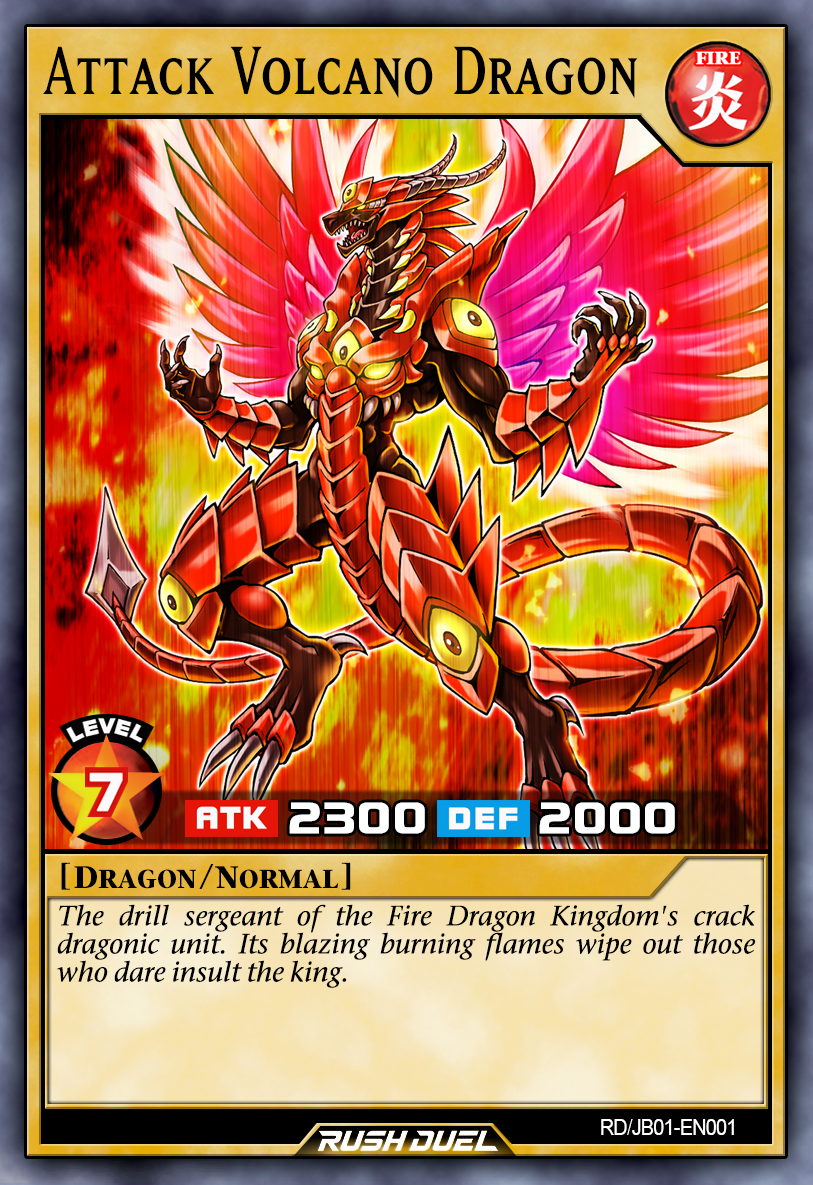 Attack Volcano Dragon
FIRE
炎
LEVEL
7
ATK 2300 DEF 2000
[Dragon/Normal]
The drill sergeant of the Fire Dragon Kingdom's crack
dragonic unit. Its blazing burning flames wipe out those
who dare insult the king.
RD/JB01-EN001
RUSH DUEL